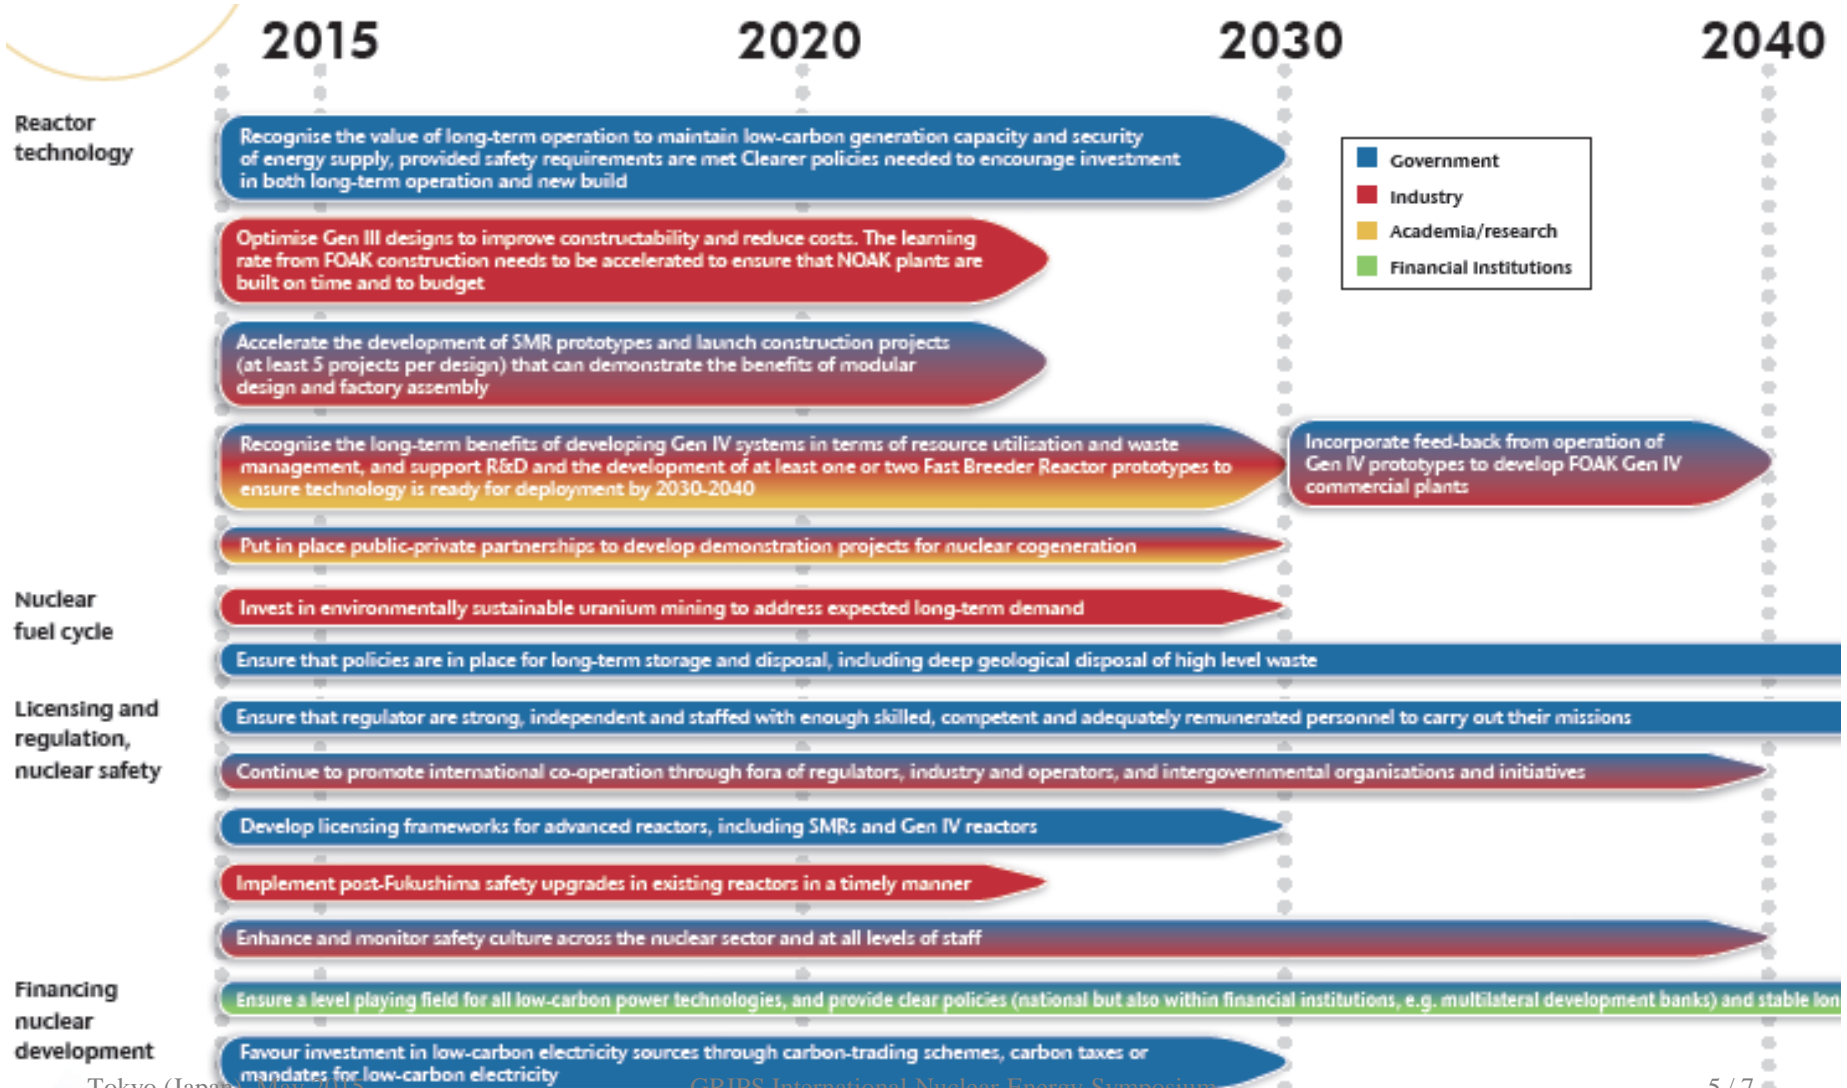 2015 2020 2030 2040
Reactor
technology
Recognise the value of long-term operation to maintain low-carbon generation capacity and security
of energy supply, provided safety requirements are met Clearer policies needed to encourage investment
in both long-term operation and new build
Government
Industry
Academia/research
Financial Institutions
Optimise Gen III designs to improve constructability and reduce costs. The learning
rate from FOAK construction needs to be accelerated to ensure that NOAK plants are
built on time and to budget
Accelerate the development of SMR prototypes and launch construction projects
(at least 5 projects per design) that can demonstrate the benefits of modular
design and factory assembly
Recognise the long-term benefits of developing Gen IV systems in terms of resource utilisation and waste
management, and support R&D and the development of at least one or two Fast Breeder Reactor prototypes to
ensure technology is ready for deployment by 2030-2040
Incorporate feed-back from operation of
Gen IV prototypes to develop FOAK Gen IV
commercial plants
Put in place public-private partnerships to develop demonstration projects for nuclear cogeneration
Nuclear
fuel cycle
Invest in environmentally sustainable uranium mining to address expected long-term demand
Ensure that policies are in place for long-term storage and disposal, including deep geological disposal of high level waste
Licensing and
regulation,
nuclear safety
Ensure that regulator are strong, independent and staffed with enough skilled, competent and adequately remunerated personnel to carry out their missions
Continue to promote international co-operation through fora of regulators, industry and operators, and intergovernmental organisations and initiatives
Develop licensing frameworks for advanced reactors, including SMRs and Gen IV reactors
Implement post-Fukushima safety upgrades in existing reactors in a timely manner
Enhance and monitor safety culture across the nuclear sector and at all levels of staff
Financing
nuclear
development
Ensure a level playing field for all low-carbon power technologies, and provide clear policies (national but also within financial institutions, e.g. multilateral development banks) and stable lon
Favour investment in low-carbon electricity sources through carbon-trading schemes, carbon taxes or
mandates for low-carbon electricity
Tokyo (Japan), May 2015 GRIPS International Nuclear Energy Symposium 5 / 7